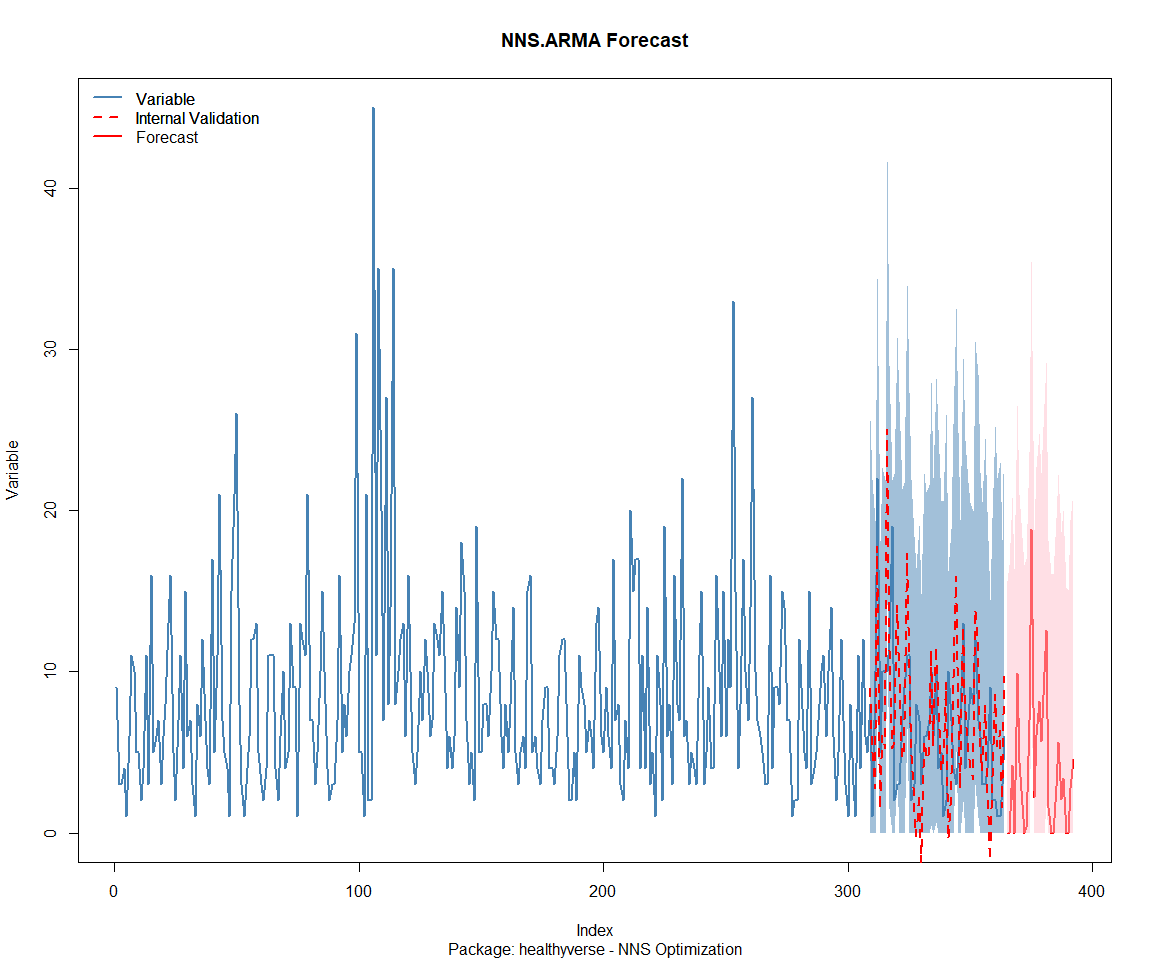 NNS.ARMA Forecast
Variable
Internal Validation
Forecast
40
30
20
10
0
Variable
0
100
200
300
400
Index
Package: healthyverse - NNS Optimization